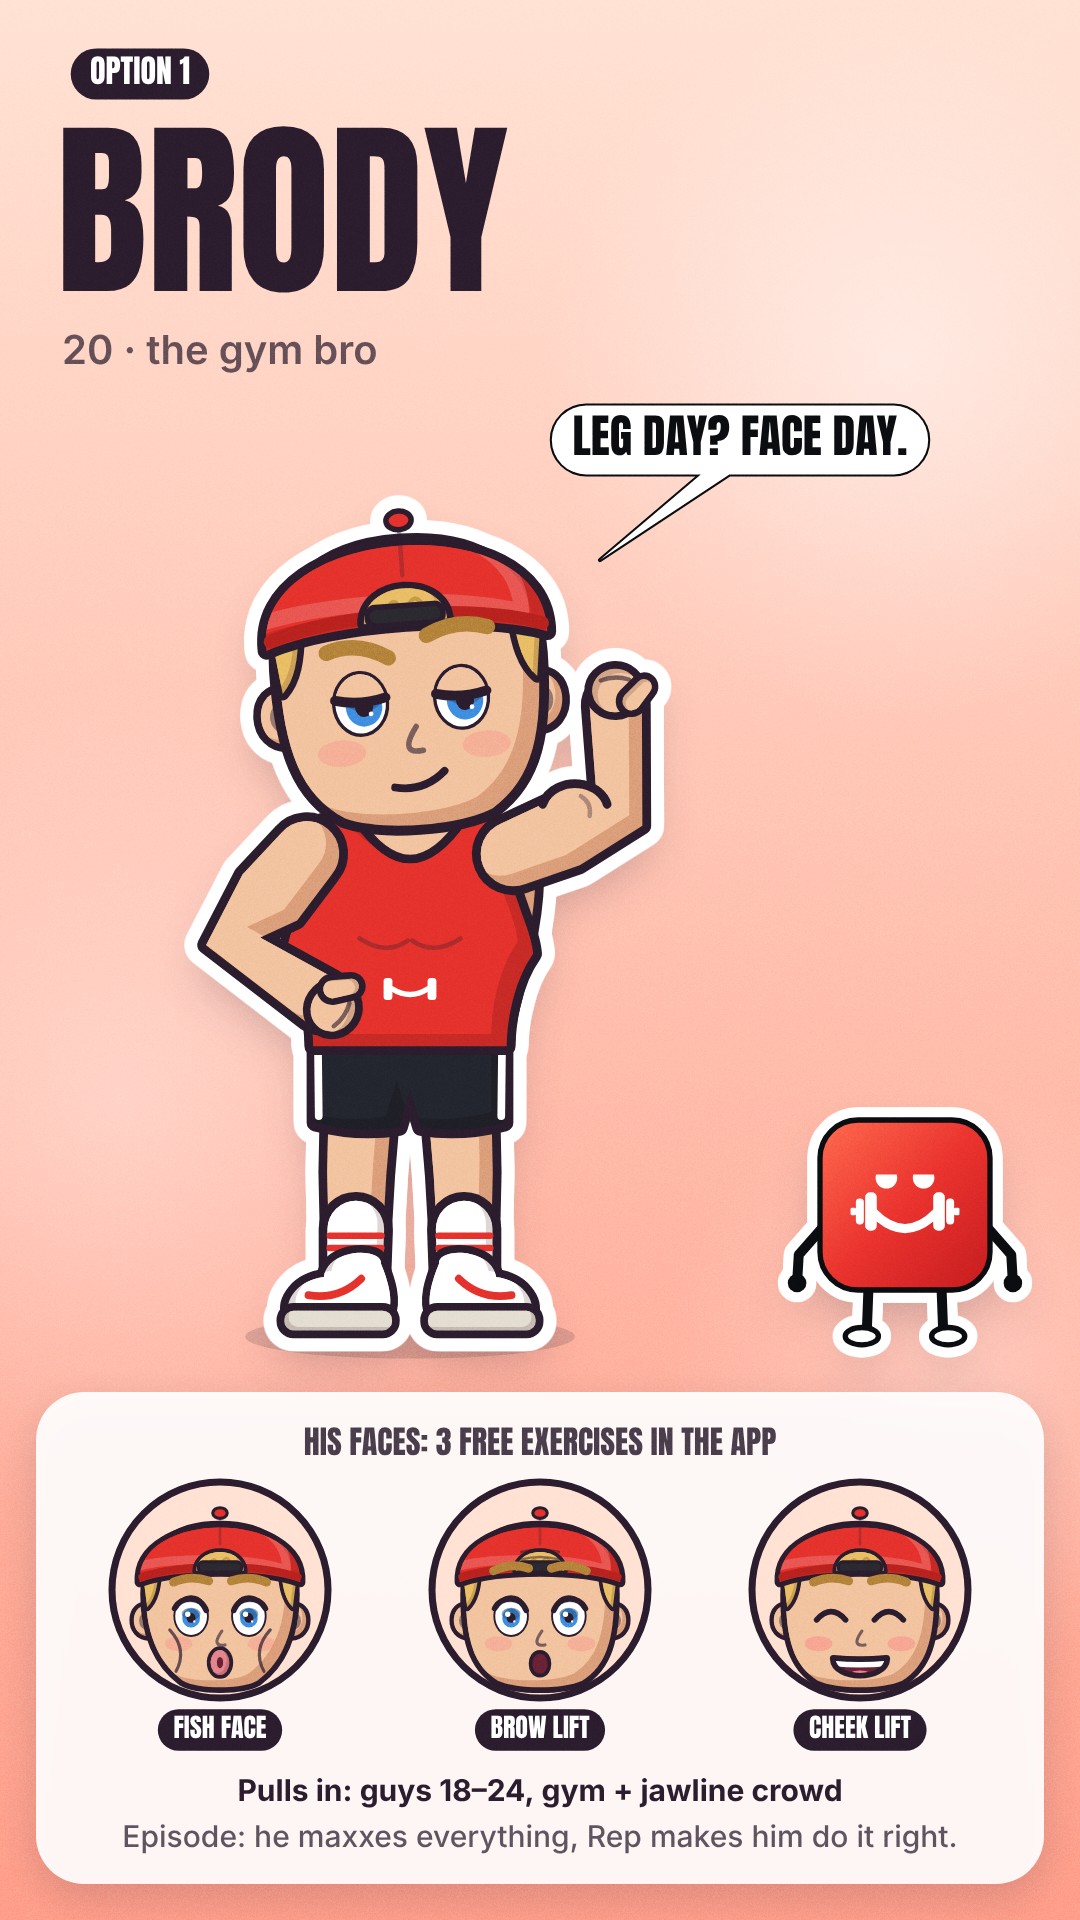 OPTION 1
BRODY
20 · the gym bro
LEG DAY? FACE DAY.
HIS FACES: 3 FREE EXERCISES IN THE APP
FISH FACE
BROW LIFT
CHEEK LIFT
Pulls in: guys 18–24, gym + jawline crowd
Episode: he maxxes everything, Rep makes him do it right.